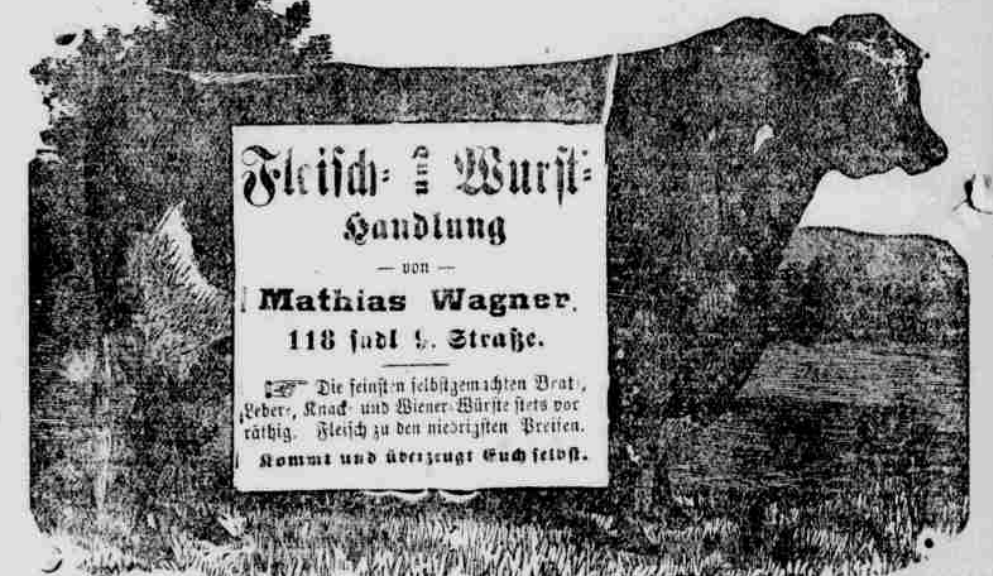 Fleisch- und Wurst-
Handlung
— von —
Mathias Wagner,
118 südl 9. Straße.
☞ Die feinsten selbstgemachten Brat-,
Leber-, Knack- und Wiener-Würste stets vor
räthig. Fleisch zu den niedrigsten Preisen.
Kommt und überzeugt Euch selbst.